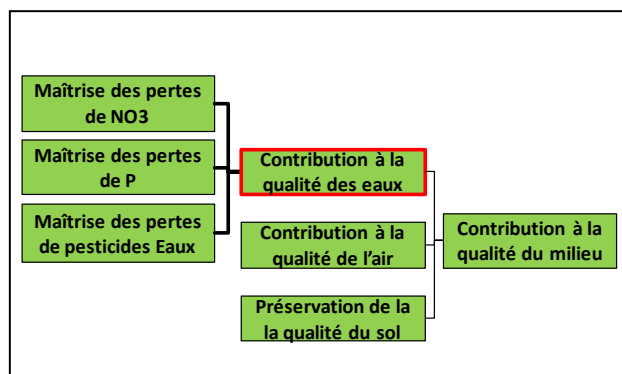 Maîtrise des pertes
de NO3
Maîtrise des pertes
de P
Maîtrise des pertes
de pesticides Eaux
Contribution à la
qualité des eaux
Contribution à la
qualité de l'air
Préservation de la
la qualité du sol
Contribution à la
qualité du milieu